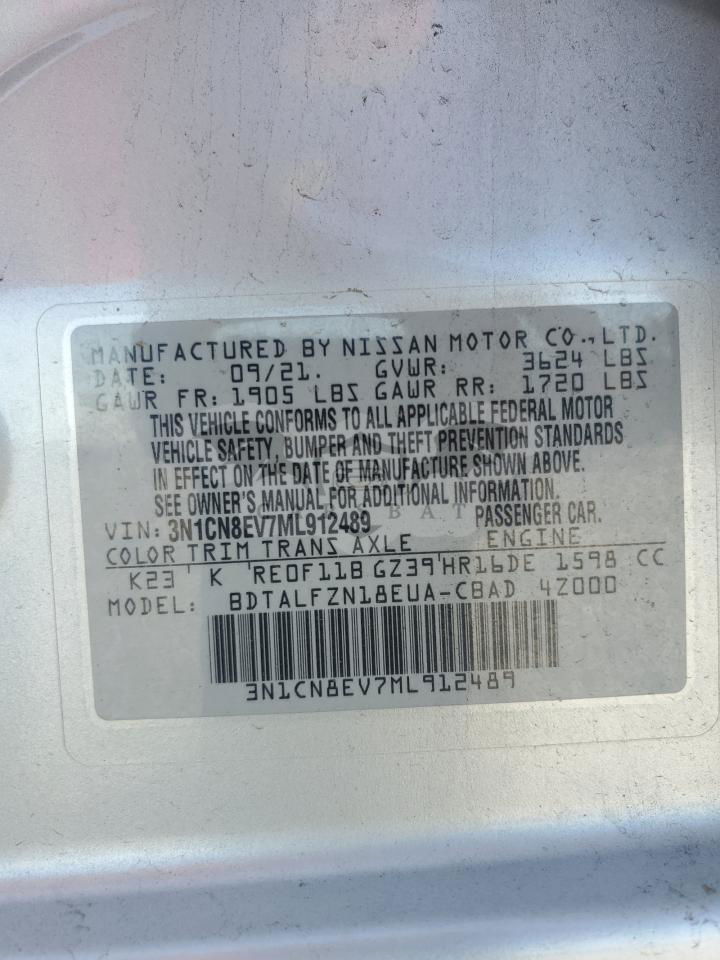 MANUFACTURED BY NISSAN MOTOR CO., LTD.
DATE: 09/21. GVWR: 3624 LBS
GAWR FR: 1905 LBS GAWR RR: 1720 LBS
THIS VEHICLE CONFORMS TO ALL APPLICABLE FEDERAL MOTOR
VEHICLE SAFETY, BUMPER AND THEFT PREVENTION STANDARDS
IN EFFECT ON THE DATE OF MANUFACTURE SHOWN ABOVE.
SEE OWNER'S MANUAL FOR ADDITIONAL INFORMATION.
VIN: 3N1CN8EV7ML912489 PASSENGER CAR.
COLOR TRIM TRANS AXLE ENGINE
K23 K RE0F11B GZ39 HR16DE 1598 CC
MODEL: BDTALFZN18EUA-CBAD 4Z000
3N1CN8EV7ML912489